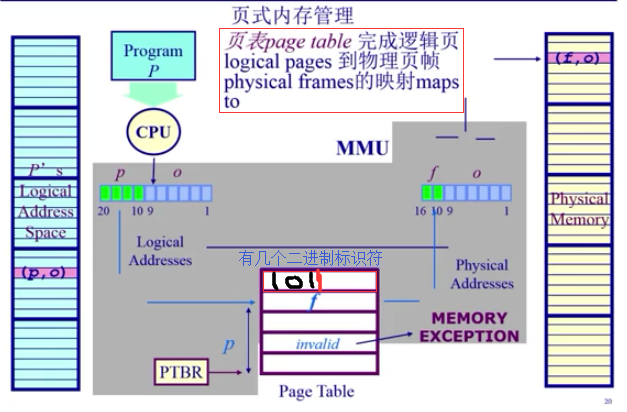 页式内存管理
页表page table 完成逻辑页
logical pages 到物理页帧
physical frames的映射maps
to
Program
P
CPU
MMU
P’s
Logical
Address
Space
(p,o)
p o
20 10 9 1
Logical
Addresses
f o
16 10 9 1
Physical
Addresses
(f,o)
Physical
Memory
有几个二进制标识符
101
f
p
invalid
MEMORY
EXCEPTION
PTBR
Page Table
20